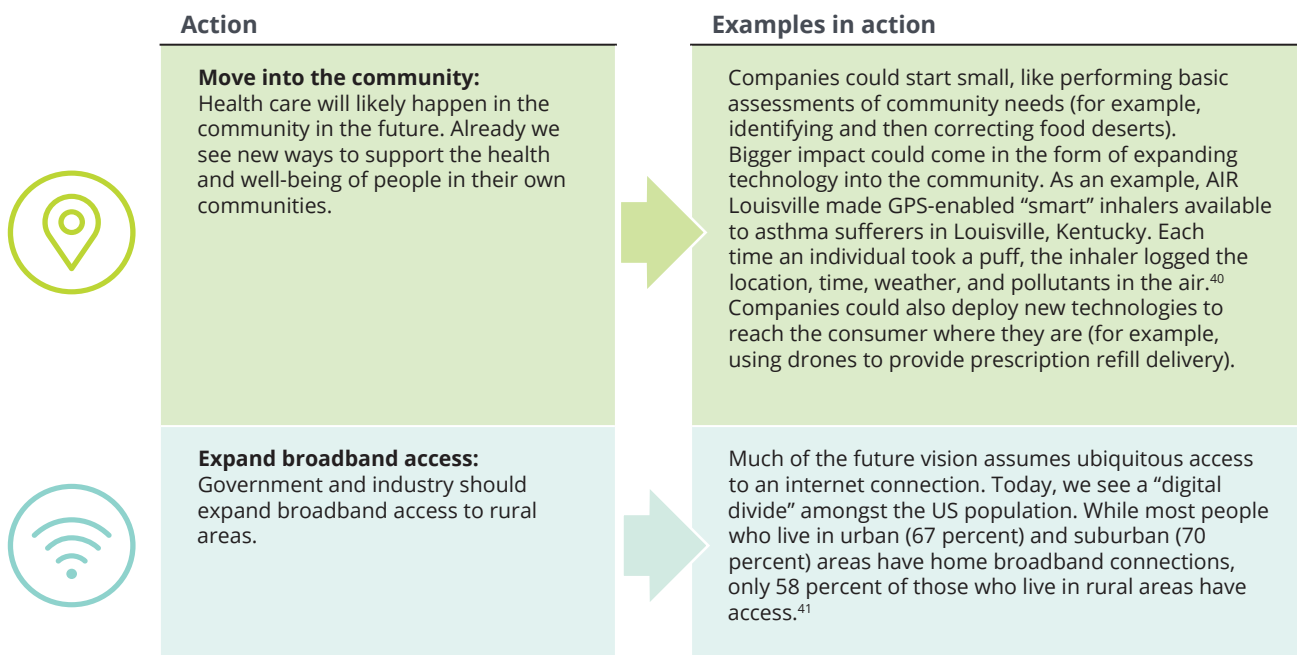 Action
Examples in action
Move into the community:
Health care will likely happen in the
community in the future. Already we
see new ways to support the health
and well-being of people in their own
communities.
Companies could start small, like performing basic
assessments of community needs (for example,
identifying and then correcting food deserts).
Bigger impact could come in the form of expanding
technology into the community. As an example, AIR
Louisville made GPS-enabled “smart” inhalers available
to asthma sufferers in Louisville, Kentucky. Each
time an individual took a puff, the inhaler logged the
location, time, weather, and pollutants in the air.⁴⁰
Companies could also deploy new technologies to
reach the consumer where they are (for example,
using drones to provide prescription refill delivery).
Expand broadband access:
Government and industry should
expand broadband access to rural
areas.
Much of the future vision assumes ubiquitous access
to an internet connection. Today, we see a “digital
divide” amongst the US population. While most people
who live in urban (67 percent) and suburban (70
percent) areas have home broadband connections,
only 58 percent of those who live in rural areas have
access.⁴¹